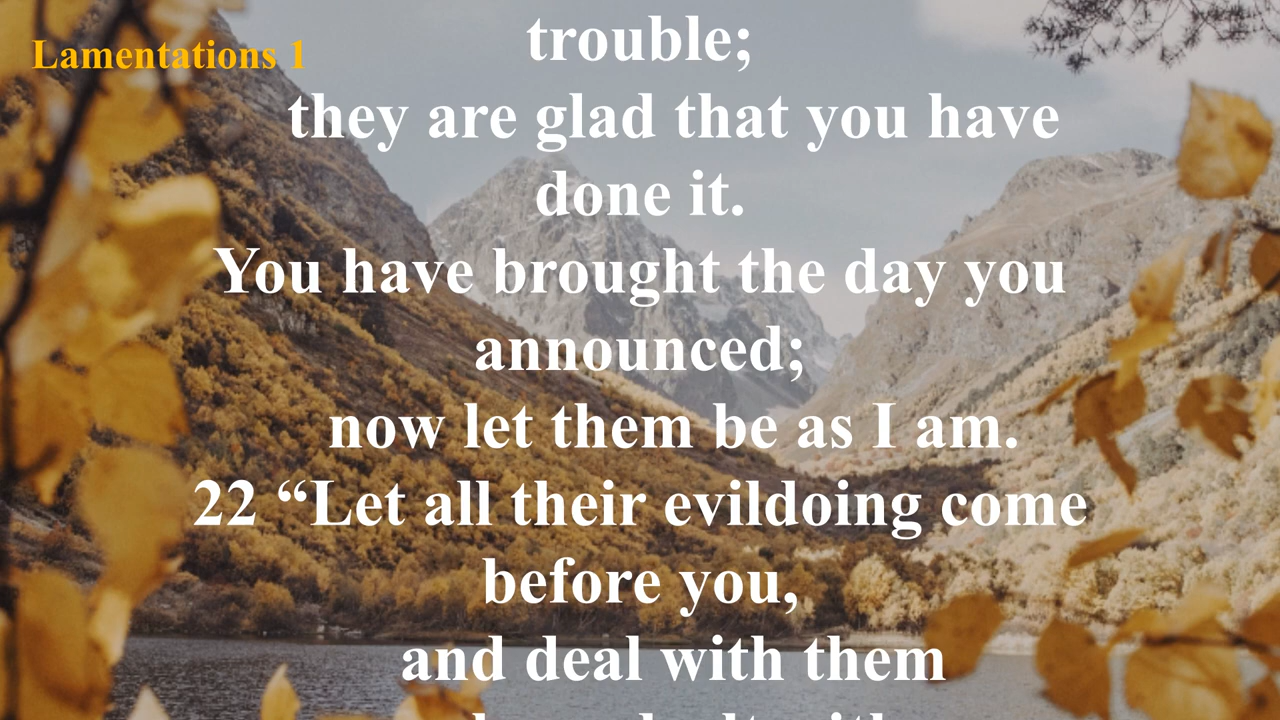 Lamentations 1
trouble;
they are glad that you have
done it.
You have brought the day you
announced;
now let them be as I am.
22 “Let all their evildoing come
before you,
and deal with them